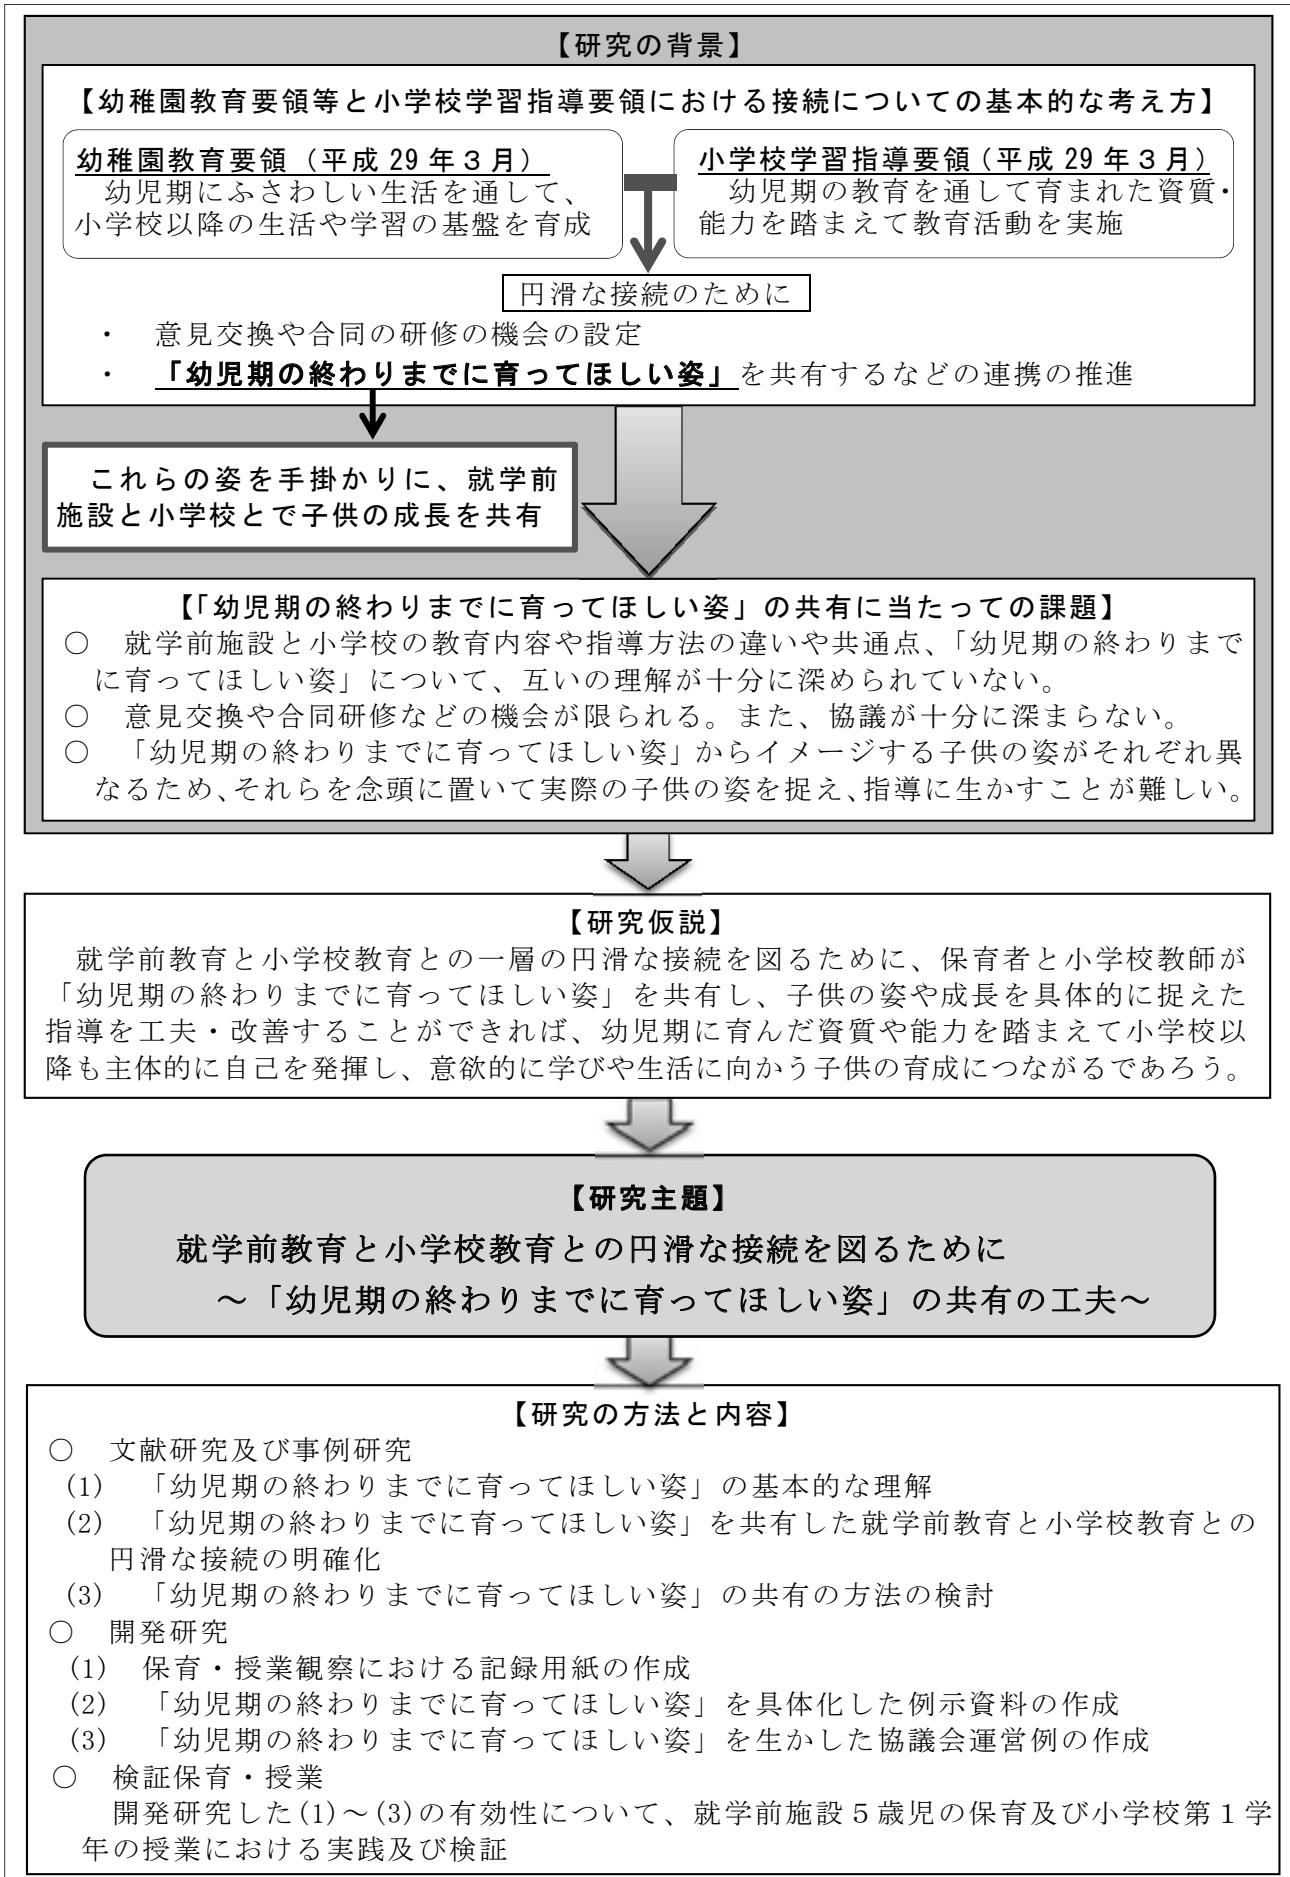 【研究の背景】
【幼稚園教育要領等と小学校学習指導要領における接続についての基本的な考え方】
幼稚園教育要領（平成 29 年３月）
幼児期にふさわしい生活を通して、
小学校以降の生活や学習の基盤を育成
小学校学習指導要領（平成 29 年３月）
幼児期の教育を通して育まれた資質・
能力を踏まえて教育活動を実施
円滑な接続のために
・　意見交換や合同の研修の機会の設定
・　「幼児期の終わりまでに育ってほしい姿」を共有するなどの連携の推進
これらの姿を手掛かりに、就学前
施設と小学校とで子供の成長を共有
【「幼児期の終わりまでに育ってほしい姿」の共有に当たっての課題】
○　就学前施設と小学校の教育内容や指導方法の違いや共通点、「幼児期の終わりまで
に育ってほしい姿」について、互いの理解が十分に深められていない。
○　意見交換や合同研修などの機会が限られる。また、協議が十分に深まらない。
○　「幼児期の終わりまでに育ってほしい姿」からイメージする子供の姿がそれぞれ異
なるため、それらを念頭に置いて実際の子供の姿を捉え、指導に生かすことが難しい。
【研究仮説】
就学前教育と小学校教育との一層の円滑な接続を図るために、保育者と小学校教師が
「幼児期の終わりまでに育ってほしい姿」を共有し、子供の姿や成長を具体的に捉えた
指導を工夫・改善することができれば、幼児期に育んだ資質や能力を踏まえて小学校以
降も主体的に自己を発揮し、意欲的に学びや生活に向かう子供の育成につながるであろう。
【研究主題】
就学前教育と小学校教育との円滑な接続を図るために
～「幼児期の終わりまでに育ってほしい姿」の共有の工夫～
【研究の方法と内容】
○　文献研究及び事例研究
(1)　「幼児期の終わりまでに育ってほしい姿」の基本的な理解
(2)　「幼児期の終わりまでに育ってほしい姿」を共有した就学前教育と小学校教育との
円滑な接続の明確化
(3)　「幼児期の終わりまでに育ってほしい姿」の共有の方法の検討
○　開発研究
(1)　保育・授業観察における記録用紙の作成
(2)　「幼児期の終わりまでに育ってほしい姿」を具体化した例示資料の作成
(3)　「幼児期の終わりまでに育ってほしい姿」を生かした協議会運営例の作成
○　検証保育・授業
開発研究した(1)～(3)の有効性について、就学前施設５歳児の保育及び小学校第１学
年の授業における実践及び検証